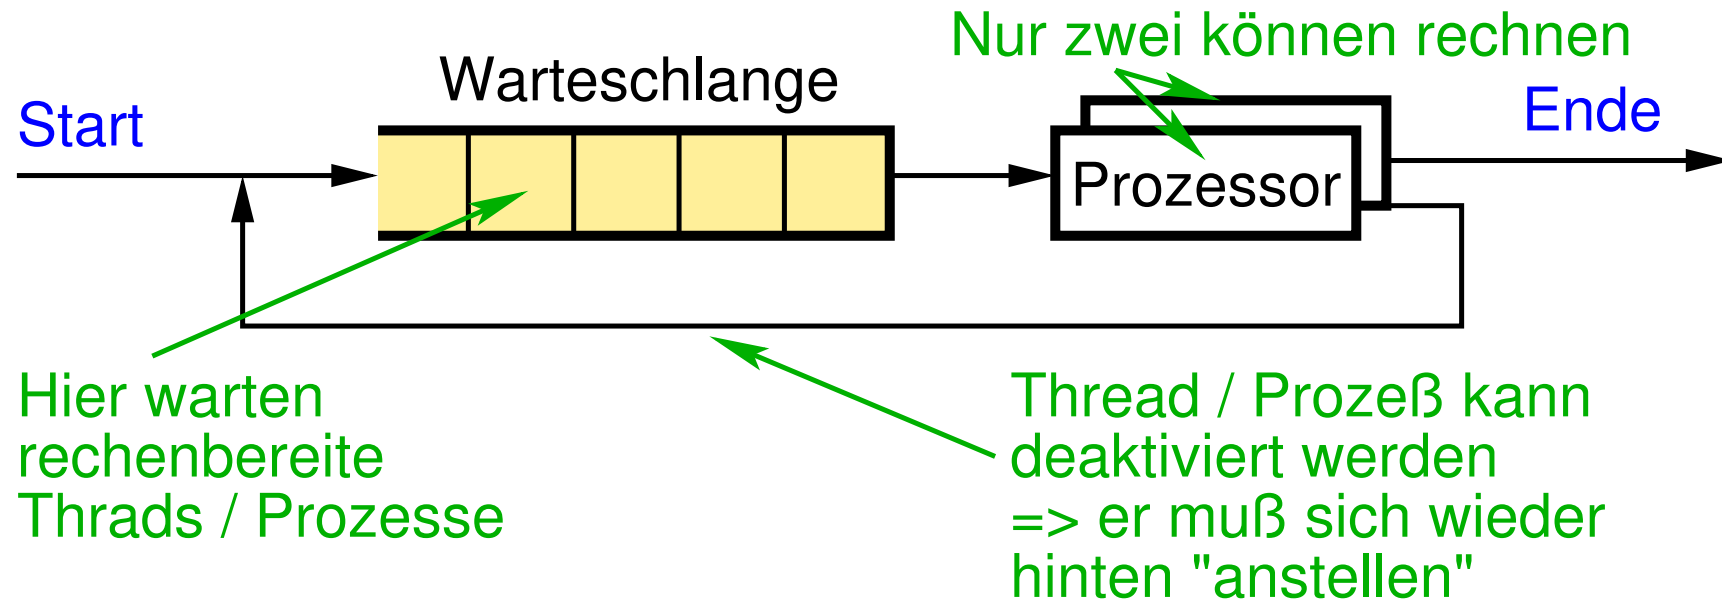 Nur zwei können rechnen
Warteschlange
Start
Ende
Prozessor
Hier warten
rechenbereite
Thrads / Prozesse
Thread / Prozeß kann
deaktiviert werden
=> er muß sich wieder
hinten "anstellen"